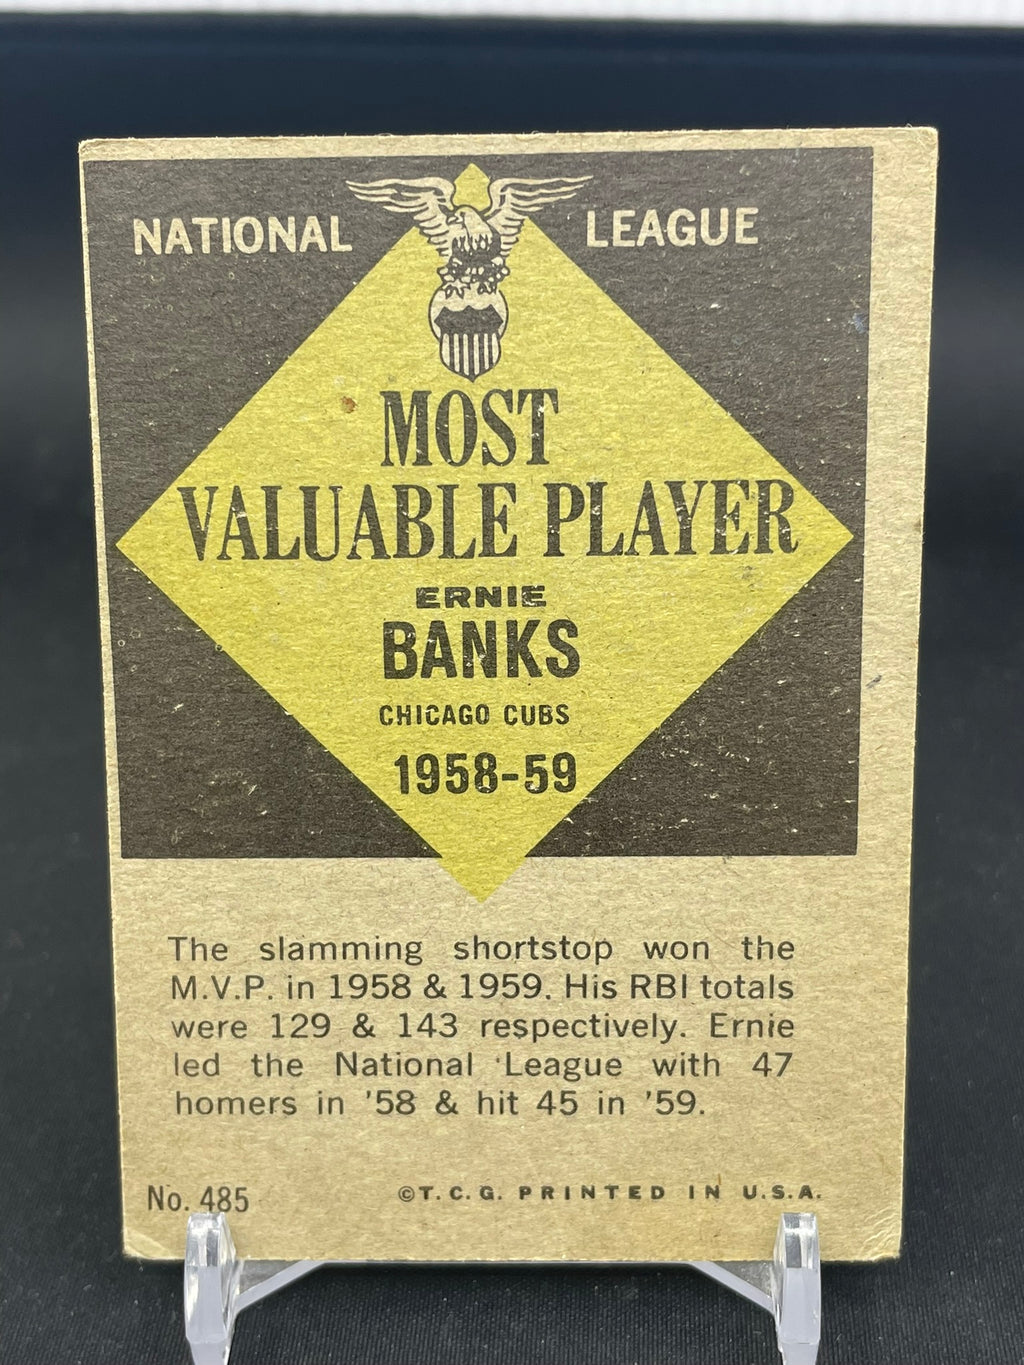 NATIONAL LEAGUE
MOST
VALUABLE PLAYER
ERNIE
BANKS
CHICAGO CUBS
1958-59
The slamming shortstop won the
M.V.P. in 1958 & 1959. His RBI totals
were 129 & 143 respectively. Ernie
led the National League with 47
homers in '58 & hit 45 in '59.
No. 485 ©T.C.G. PRINTED IN U.S.A.